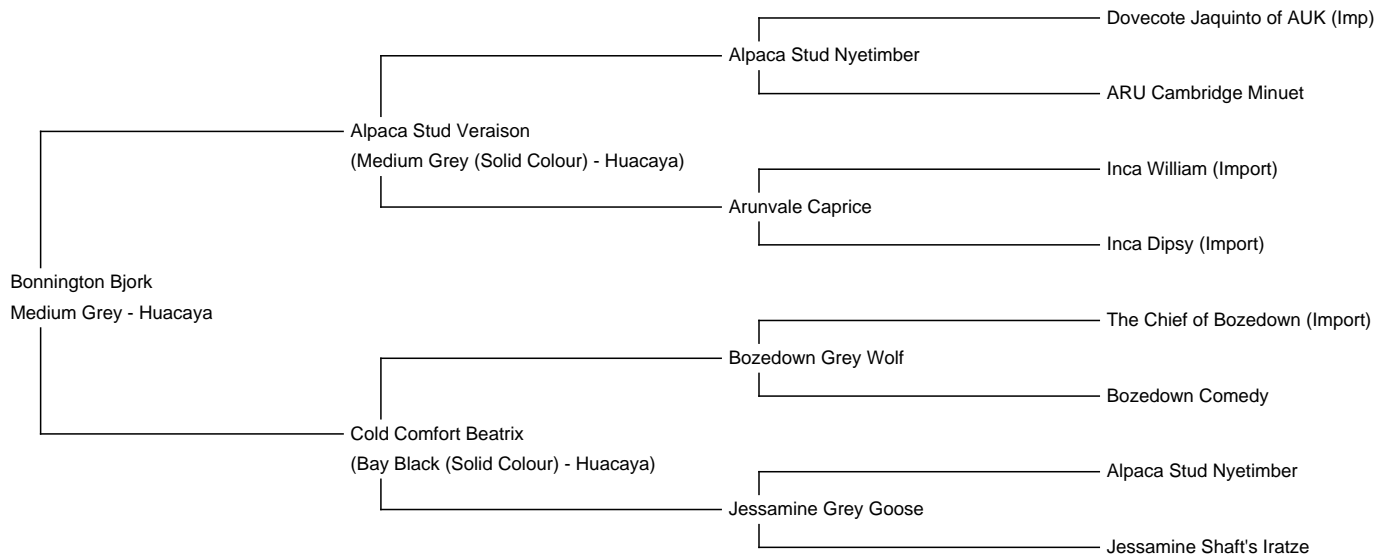 Dovecote Jaquinto of AUK (Imp)
Alpaca Stud Nyetimber
ARU Cambridge Minuet
Alpaca Stud Veraison
(Medium Grey (Solid Colour) - Huacaya)
Inca William (Import)
Arunvale Caprice
Inca Dipsy (Import)
Bonnington Bjork
Medium Grey - Huacaya
The Chief of Bozedown (Import)
Bozedown Grey Wolf
Bozedown Comedy
Cold Comfort Beatrix
(Bay Black (Solid Colour) - Huacaya)
Alpaca Stud Nyetimber
Jessamine Grey Goose
Jessamine Shaft's Iratze